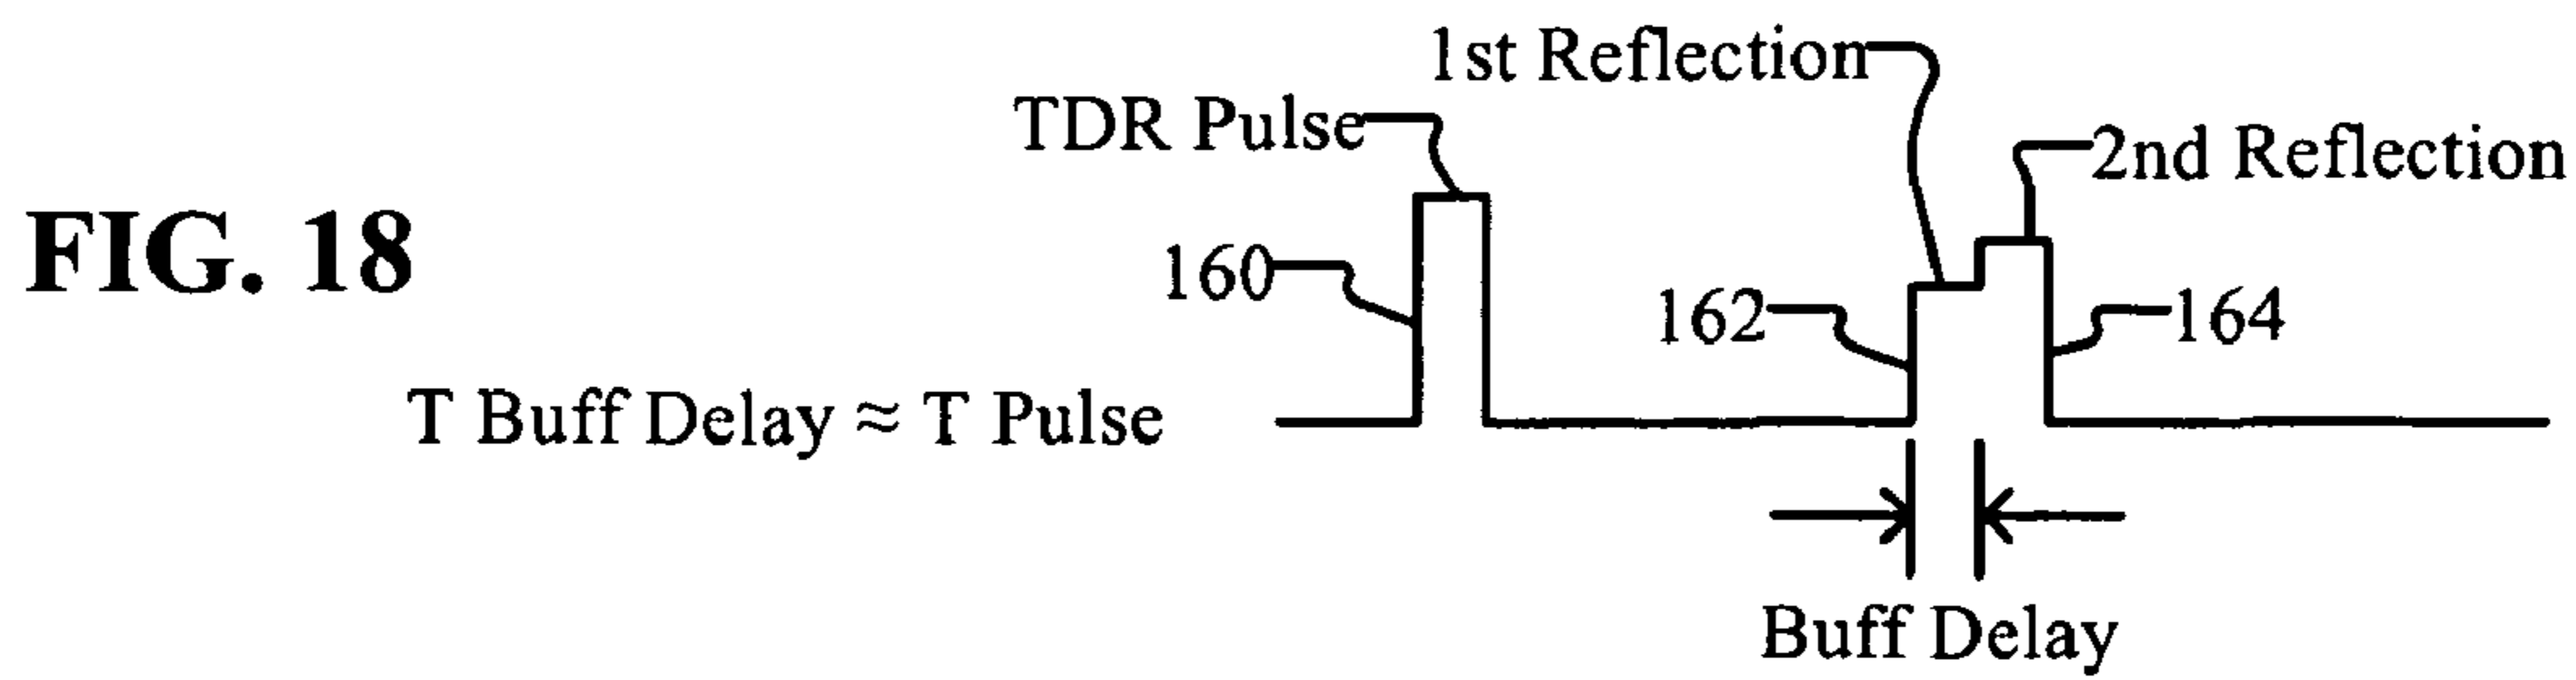 1st Reflection
TDR Pulse
2nd Reflection
FIG. 18
160
162
164
T Buff Delay ≈ T Pulse
Buff Delay